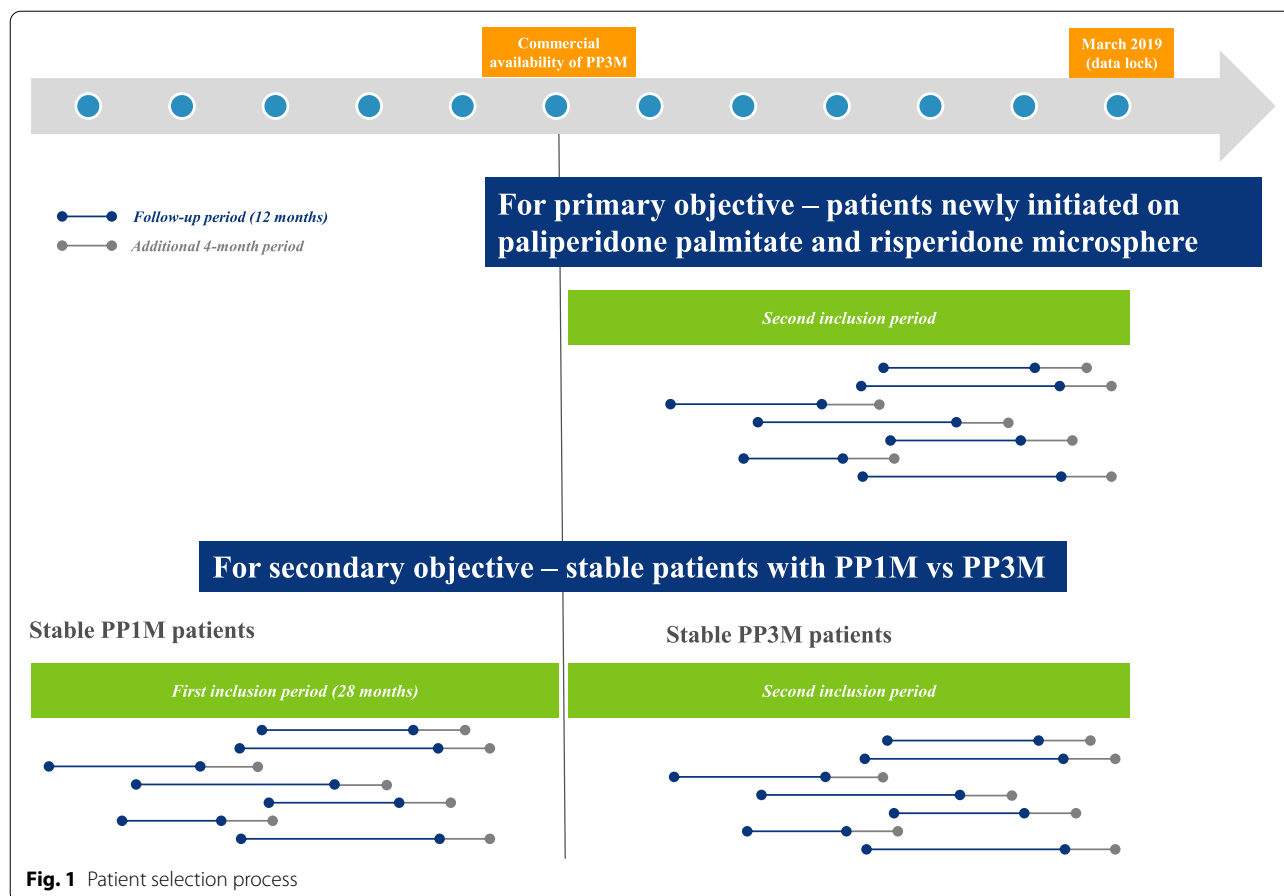 Commercial
availability of PP3M
March 2019
(data lock)
Follow-up period (12 months)
Additional 4-month period
For primary objective – patients newly initiated on
paliperidone palmitate and risperidone microsphere
Second inclusion period
For secondary objective – stable patients with PP1M vs PP3M
Stable PP1M patients
Stable PP3M patients
First inclusion period (28 months)
Second inclusion period
Fig. 1 Patient selection process